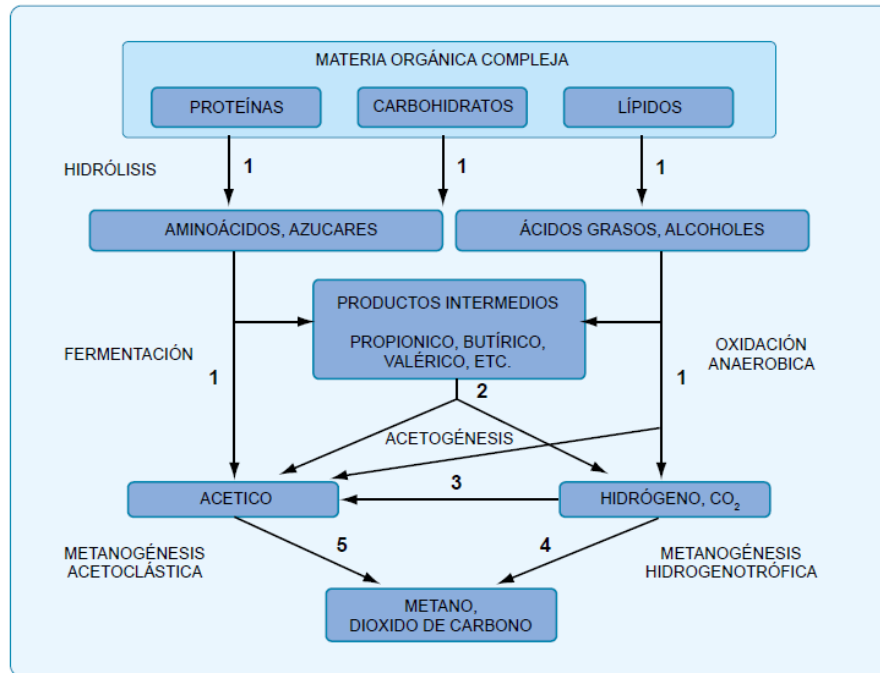 MATERIA ORGÁNICA COMPLEJA
PROTEÍNAS
CARBOHIDRATOS
LÍPIDOS
HIDRÓLISIS
1
1
1
AMINOÁCIDOS, AZUCARES
ÁCIDOS GRASOS, ALCOHOLES
PRODUCTOS INTERMEDIOS
PROPIONICO, BUTÍRICO,
VALÉRICO, ETC.
FERMENTACIÓN
1
OXIDACIÓN
ANAEROBICA
1
2
ACETOGÉNESIS
ACETICO
3
HIDRÓGENO, CO₂
METANOGÉNESIS
ACETOCLÁSTICA
5
4
METANOGÉNESIS
HIDROGENOTRÓFICA
METANO,
DIOXIDO DE CARBONO